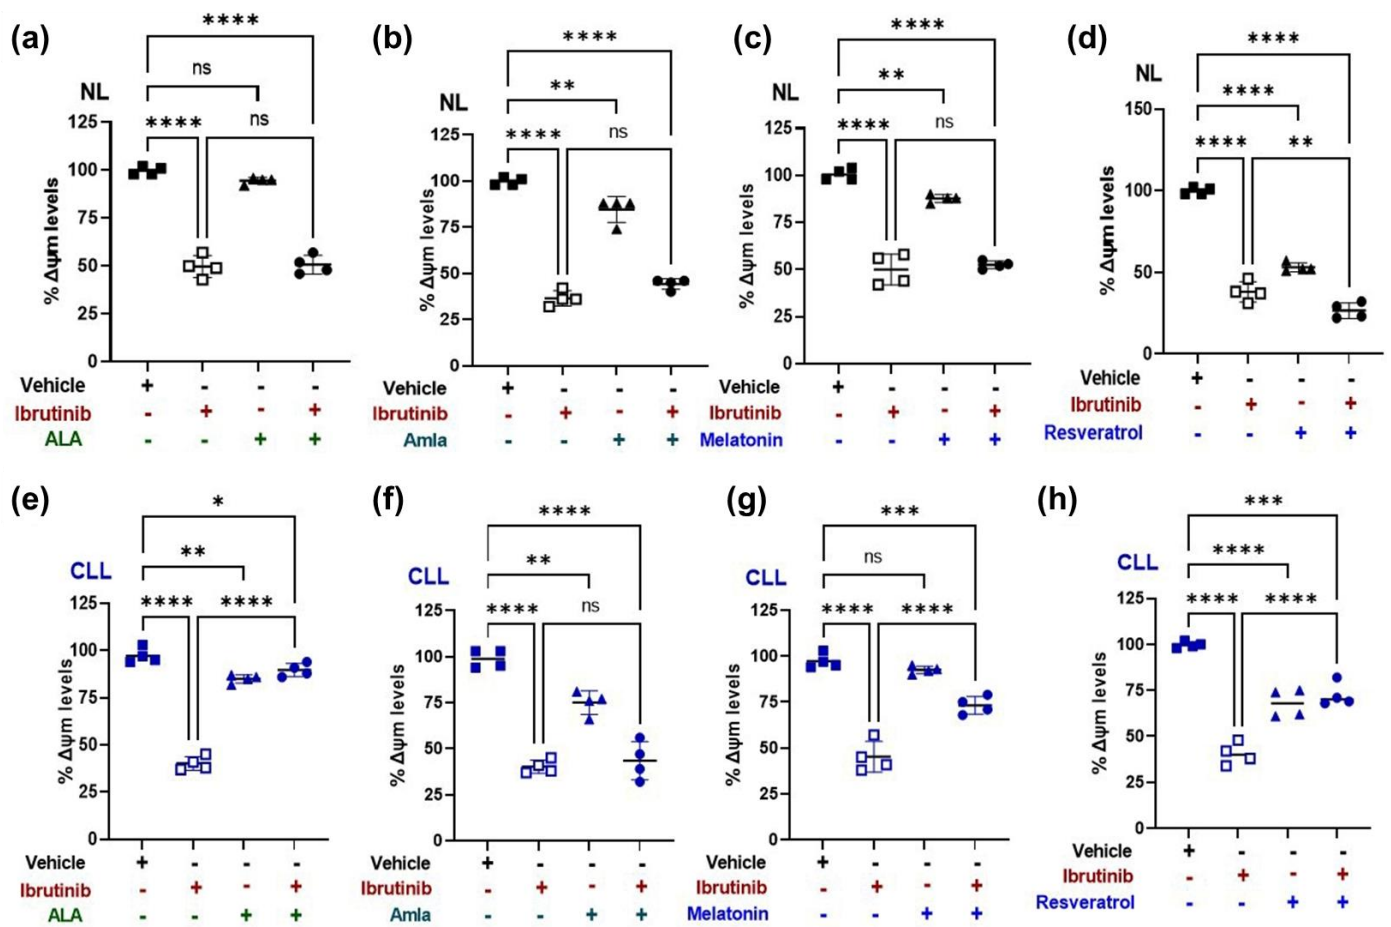 (a)
****
ns
NL
****
ns
125
100
75
50
25
0
% Δψm levels
Vehicle + - - -
Ibrutinib - + - +
ALA - - + +
(b)
****
**
NL
****
ns
125
100
75
50
25
0
% Δψm levels
Vehicle + - - -
Ibrutinib - + - +
Amla - - + +
(c)
****
**
NL
****
ns
125
100
75
50
25
0
% Δψm levels
Vehicle + - - -
Ibrutinib - + - +
Melatonin - - + +
(d)
****
NL
****
****
**
150
100
50
0
% Δψm levels
Vehicle + - - -
Ibrutinib - + - +
Resveratrol - - + +
(e)
*
**
CLL
****
****
125
100
75
50
25
0
% Δψm levels
Vehicle + - - -
Ibrutinib - + - +
ALA - - + +
(f)
****
**
CLL
****
ns
125
100
75
50
25
0
% Δψm levels
Vehicle + - - -
Ibrutinib - + - +
Amla - - + +
(g)
***
ns
CLL
****
****
125
100
75
50
25
0
% Δψm levels
Vehicle + - - -
Ibrutinib - + - +
Melatonin - - + +
(h)
***
****
CLL
****
****
125
100
75
50
25
0
% Δψm levels
Vehicle + - - -
Ibrutinib - + - +
Resveratrol - - + +